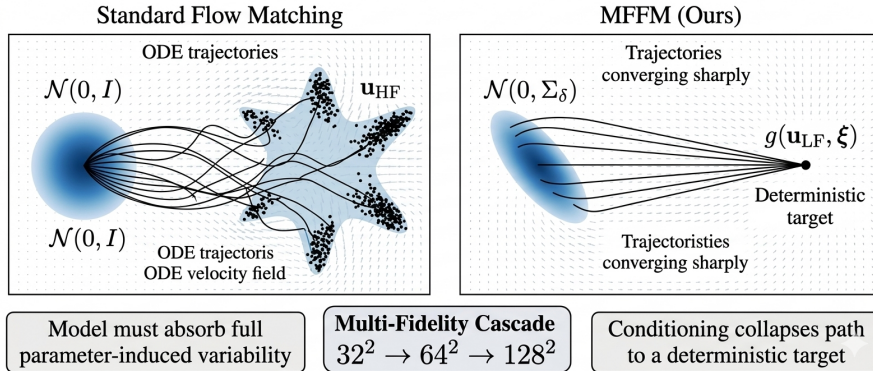 Standard Flow Matching
ODE trajectories
𝒩(0, I)
u_HF
𝒩(0, I)
ODE trajectoris
ODE velocity field
MFFM (Ours)
Trajectories
converging sharply
𝒩(0, Σ_δ)
g(u_LF, ξ)
Deterministic
target
Trajectoristies
converging sharply
Model must absorb full
parameter-induced variability
Multi-Fidelity Cascade
32² → 64² → 128²
Conditioning collapses path
to a deterministic target